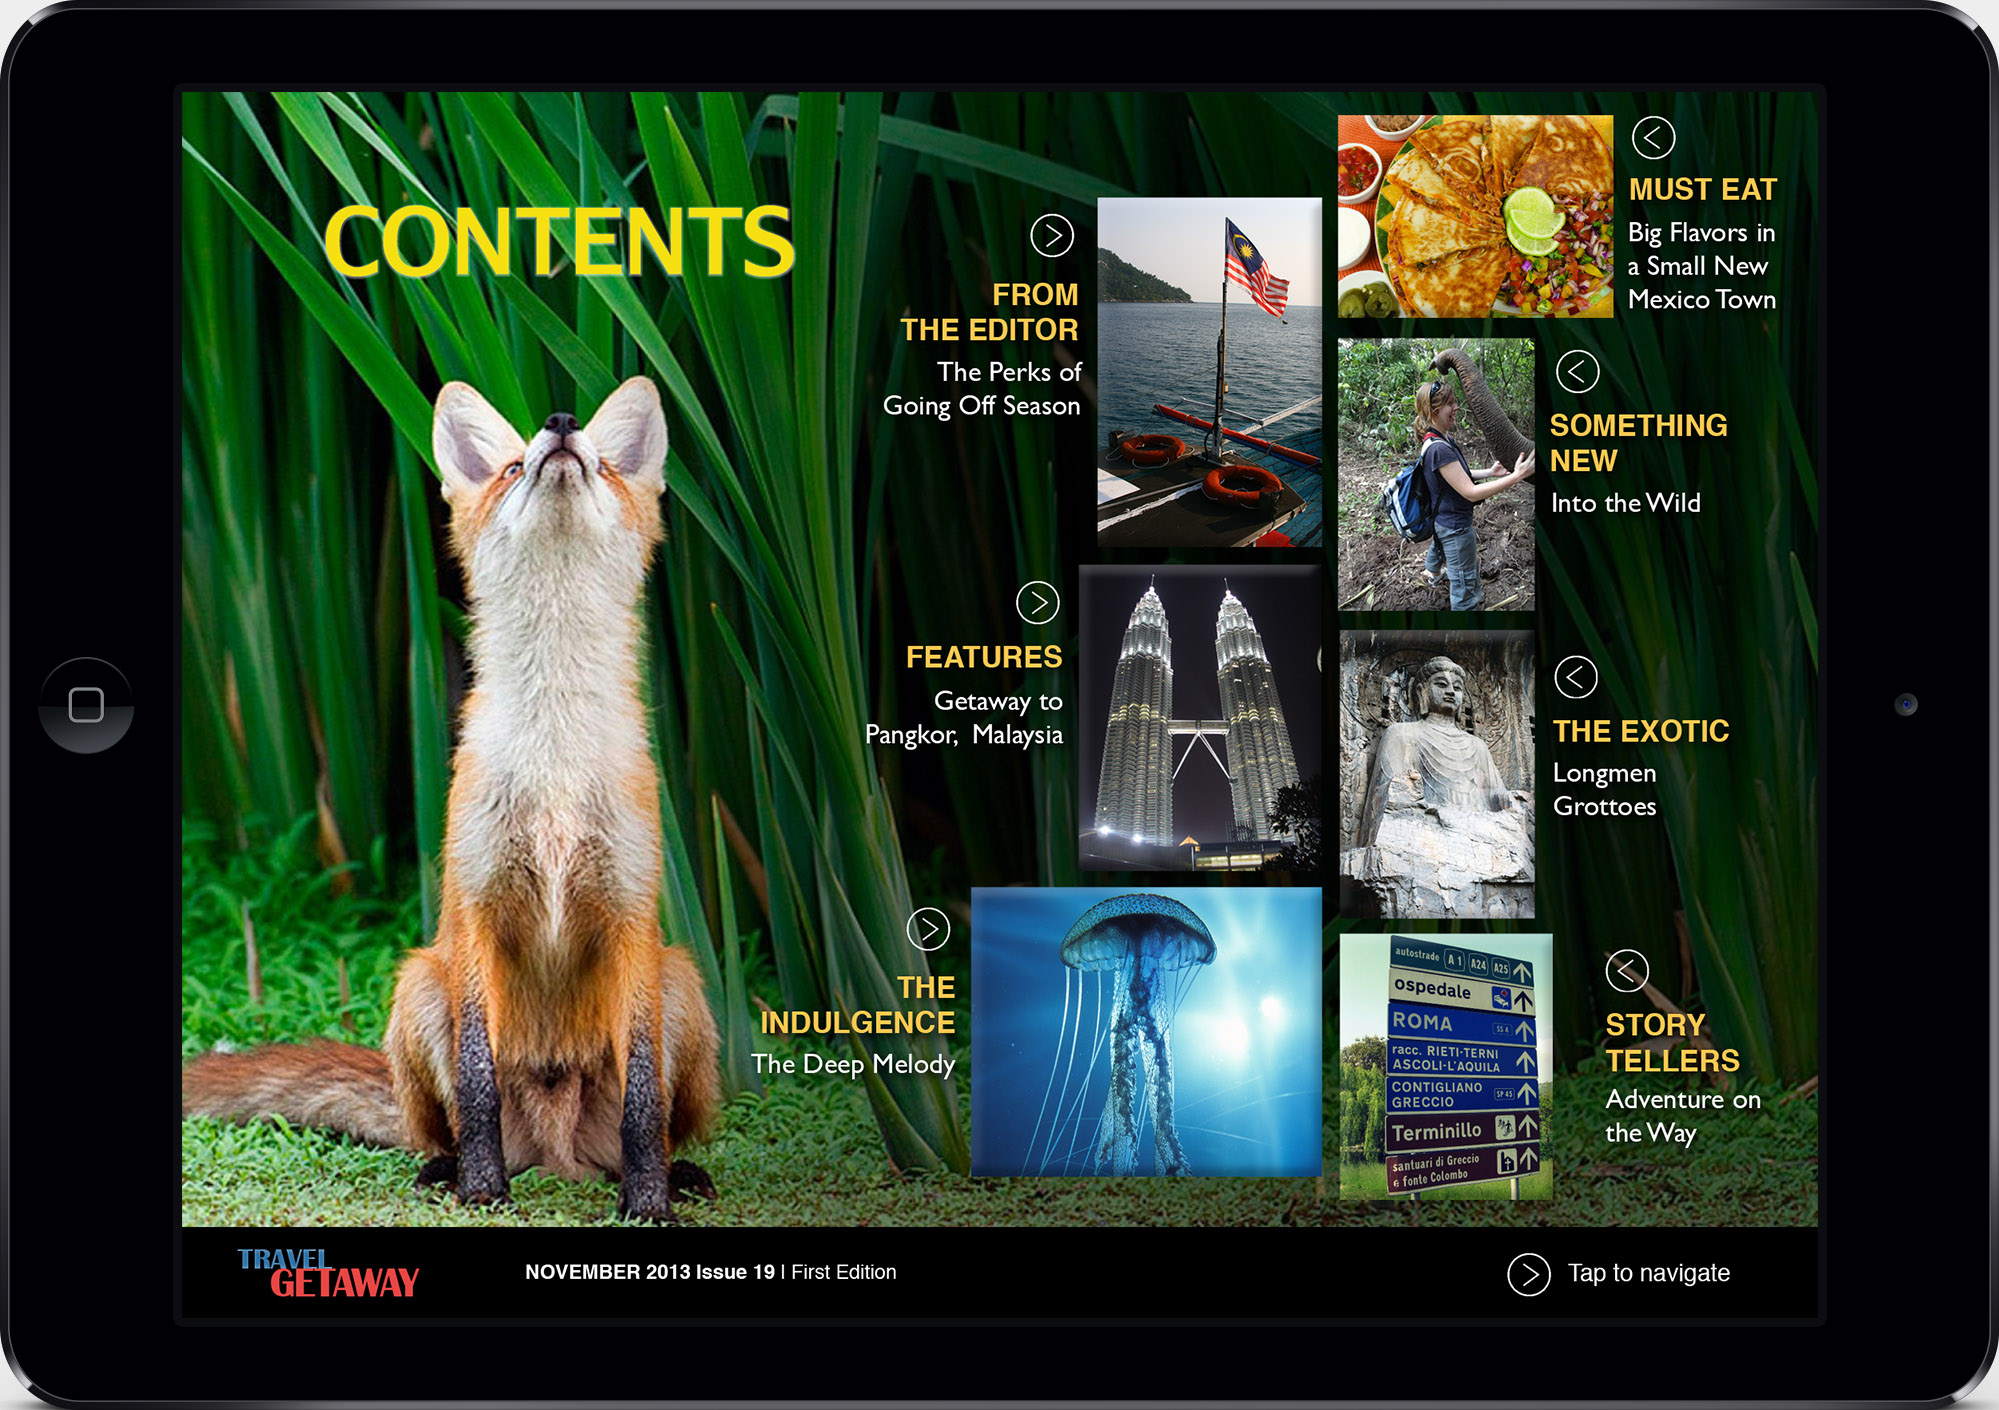 CONTENTS
FROM
THE EDITOR
The Perks of
Going Off Season
FEATURES
Getaway to
Pangkor, Malaysia
THE
INDULGENCE
The Deep Melody
MUST EAT
Big Flavors in
a Small New
Mexico Town
SOMETHING
NEW
Into the Wild
THE EXOTIC
Longmen
Grottoes
STORY
TELLERS
Adventure on
the Way
autostrade A 1 A24 A25
ospedale
ROMA SS 4
racc. RIETI-TERNI
ASCOLI-L'AQUILA
CONTIGLIANO
GRECCIO SP 45
Terminillo
santuari di Greccio
e fonte Colombo
TRAVEL
GETAWAY
NOVEMBER 2013 Issue 19 | First Edition
Tap to navigate